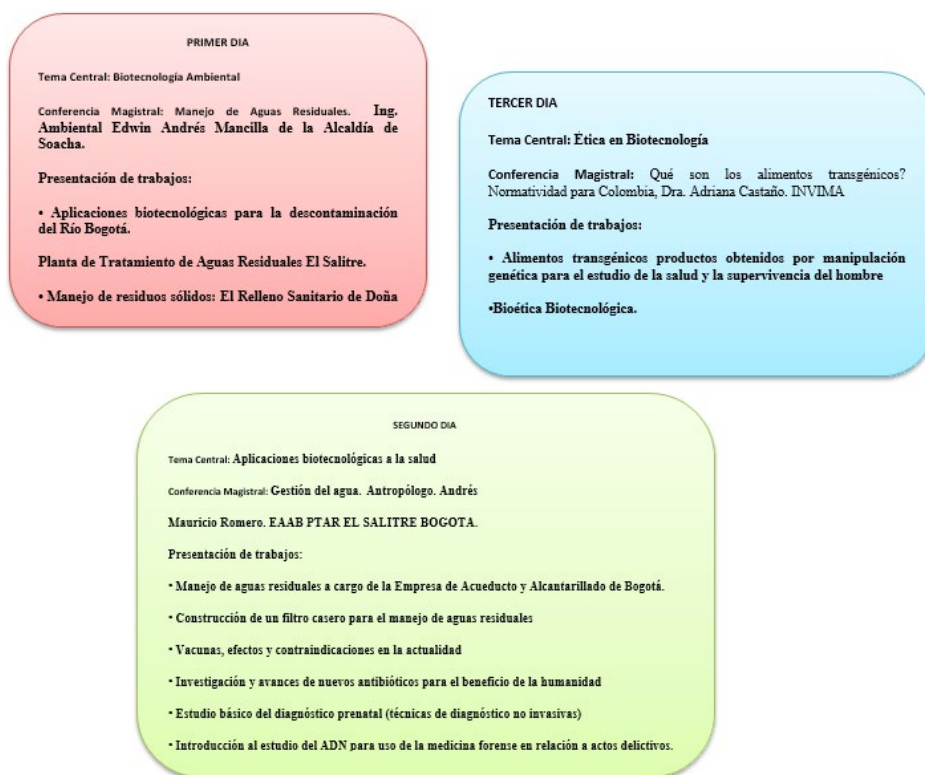 PRIMER DIA
Tema Central: Biotecnología Ambiental
Conferencia Magistral: Manejo de Aguas Residuales. Ing.
Ambiental Edwin Andrés Mancilla de la Alcaldía de
Soacha.
Presentación de trabajos:
• Aplicaciones biotecnológicas para la descontaminación
del Río Bogotá.
Planta de Tratamiento de Aguas Residuales El Salitre.
• Manejo de residuos sólidos: El Relleno Sanitario de Doña
TERCER DIA
Tema Central: Ética en Biotecnología
Conferencia Magistral: Qué son los alimentos transgénicos?
Normatividad para Colombia, Dra. Adriana Castaño. INVIMA
Presentación de trabajos:
• Alimentos transgénicos productos obtenidos por manipulación
genética para el estudio de la salud y la supervivencia del hombre
•Bioética Biotecnológica.
SEGUNDO DIA
Tema Central: Aplicaciones biotecnológicas a la salud
Conferencia Magistral: Gestión del agua. Antropólogo. Andrés
Mauricio Romero. EAAB PTAR EL SALITRE BOGOTA.
Presentación de trabajos:
• Manejo de aguas residuales a cargo de la Empresa de Acueducto y Alcantarillado de Bogotá.
• Construcción de un filtro casero para el manejo de aguas residuales
• Vacunas, efectos y contraindicaciones en la actualidad
• Investigación y avances de nuevos antibióticos para el beneficio de la humanidad
• Estudio básico del diagnóstico prenatal (técnicas de diagnóstico no invasivas)
• Introducción al estudio del ADN para uso de la medicina forense en relación a actos delictivos.